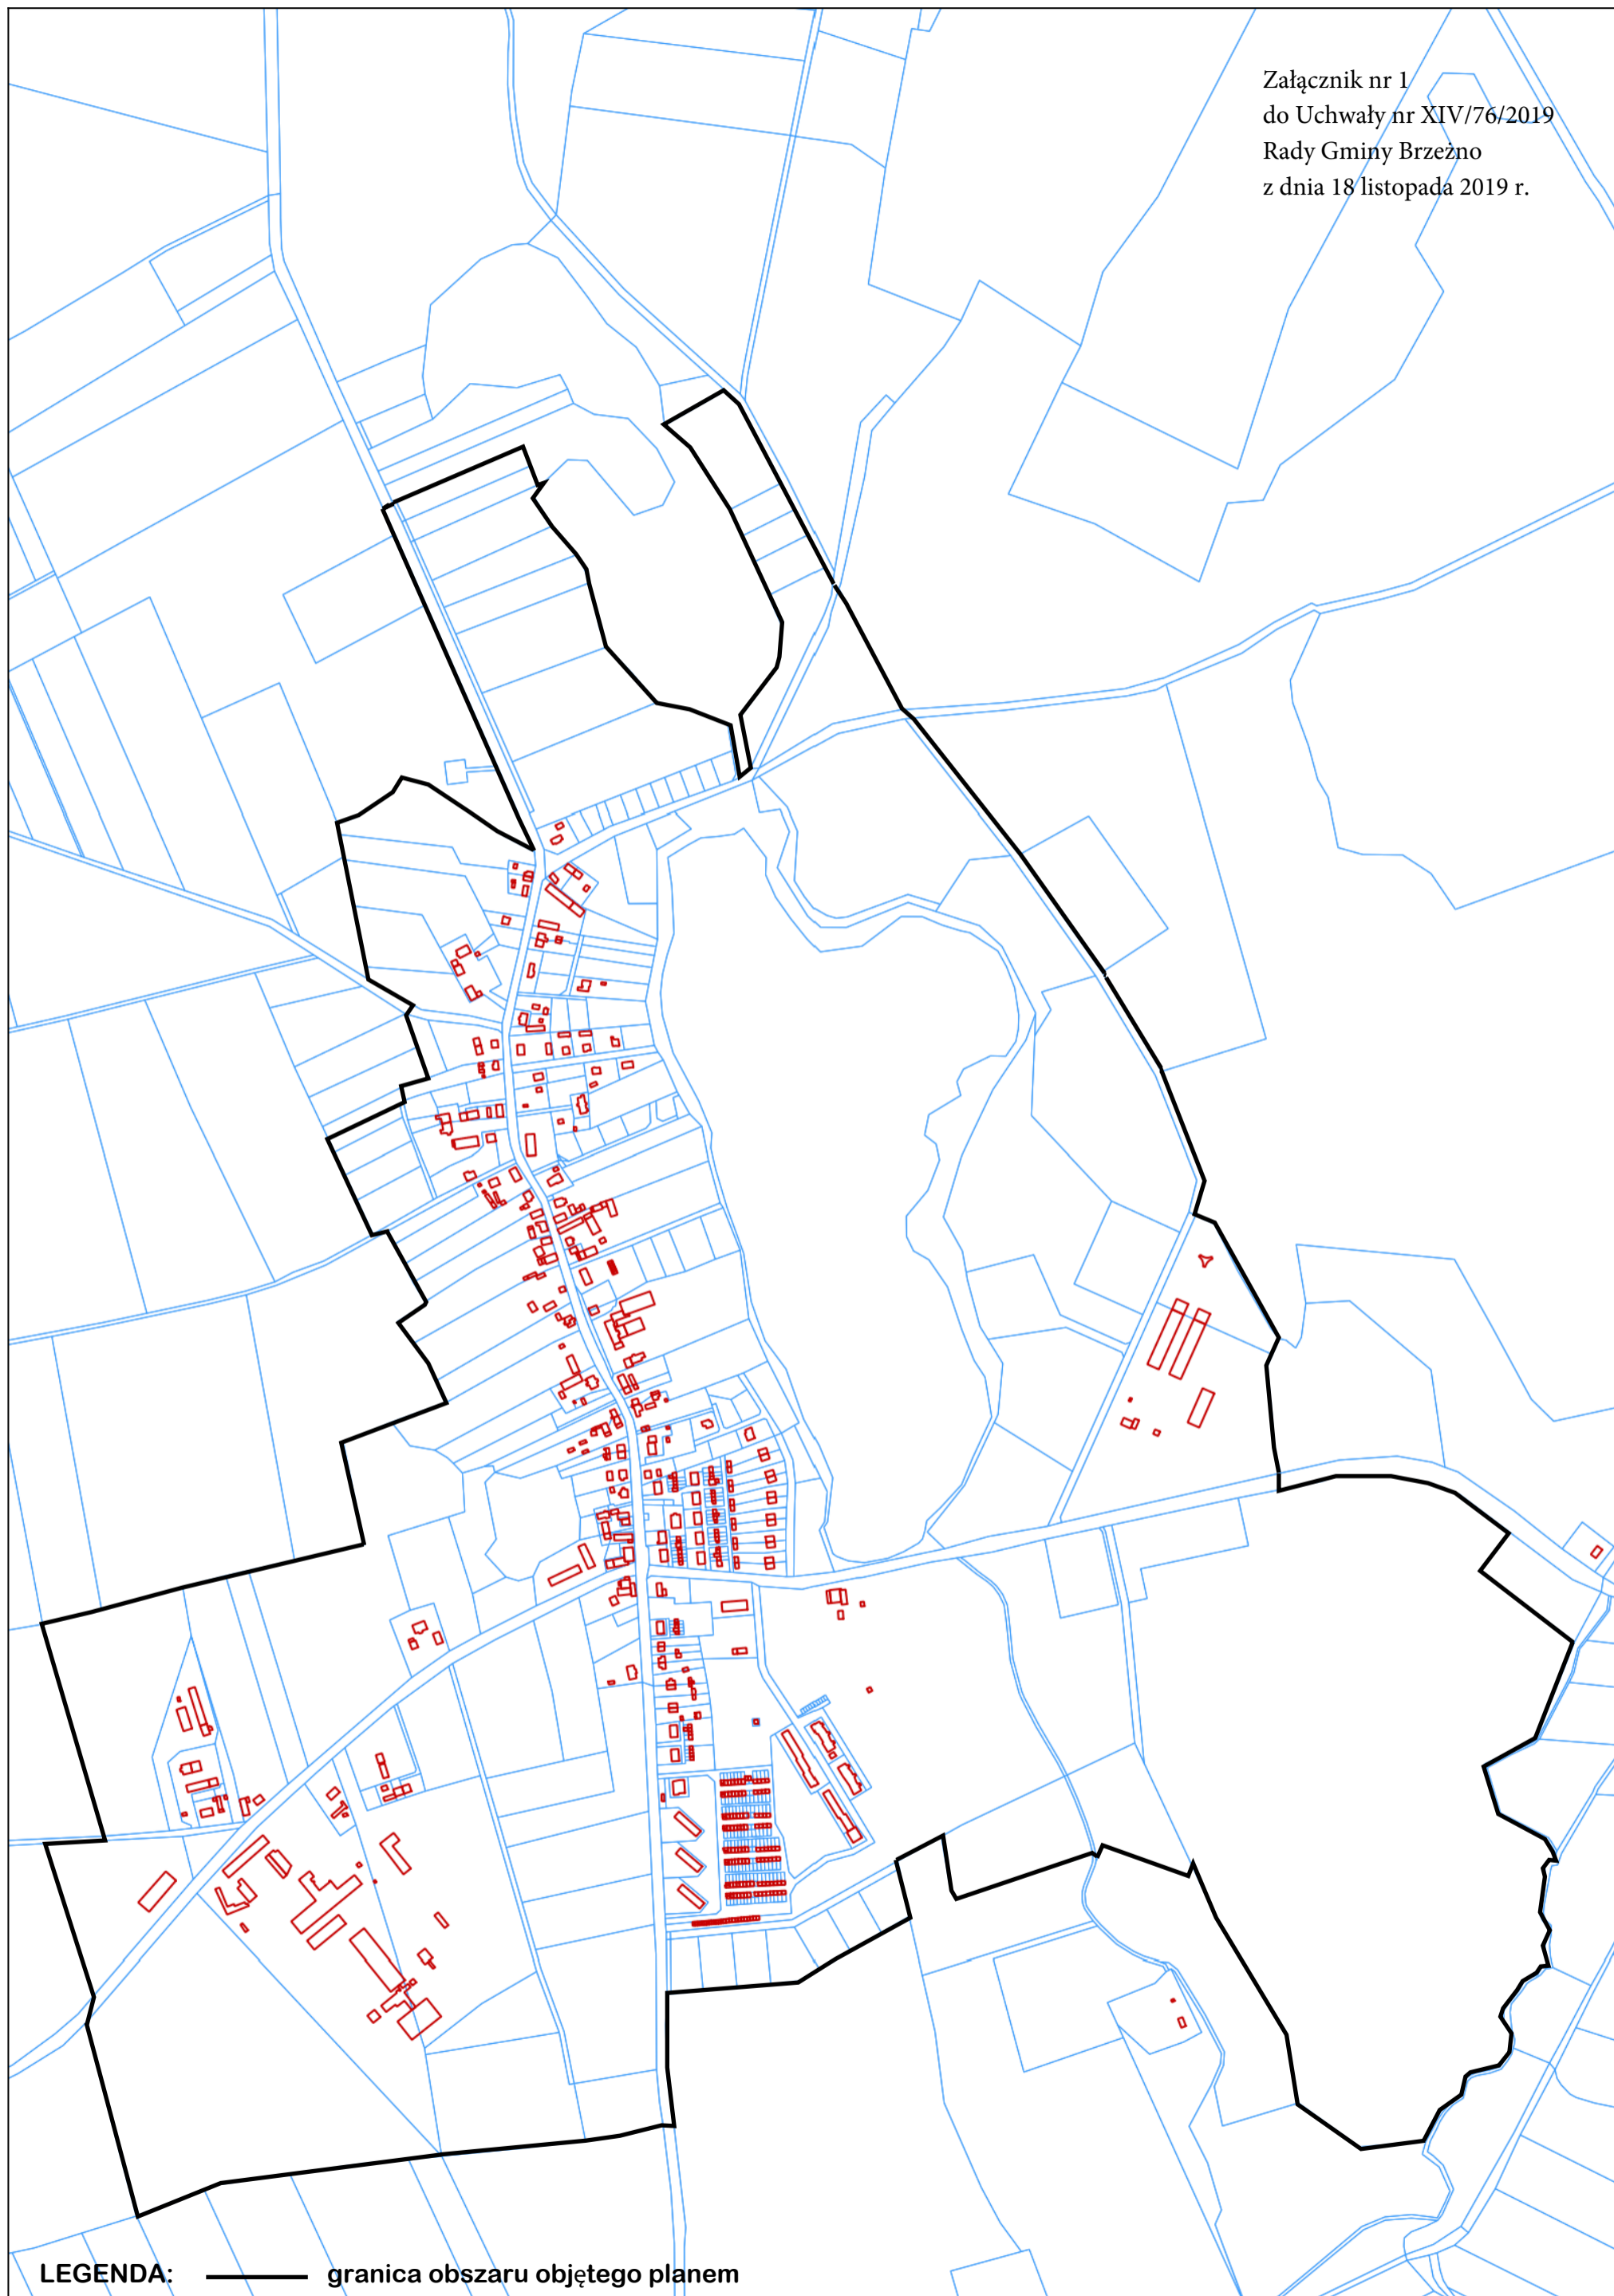 Załącznik nr 1
do Uchwały nr XIV/76/2019
Rady Gminy Brzeżno
z dnia 18 listopada 2019 r.
LEGENDA: granica obszaru objętego planem